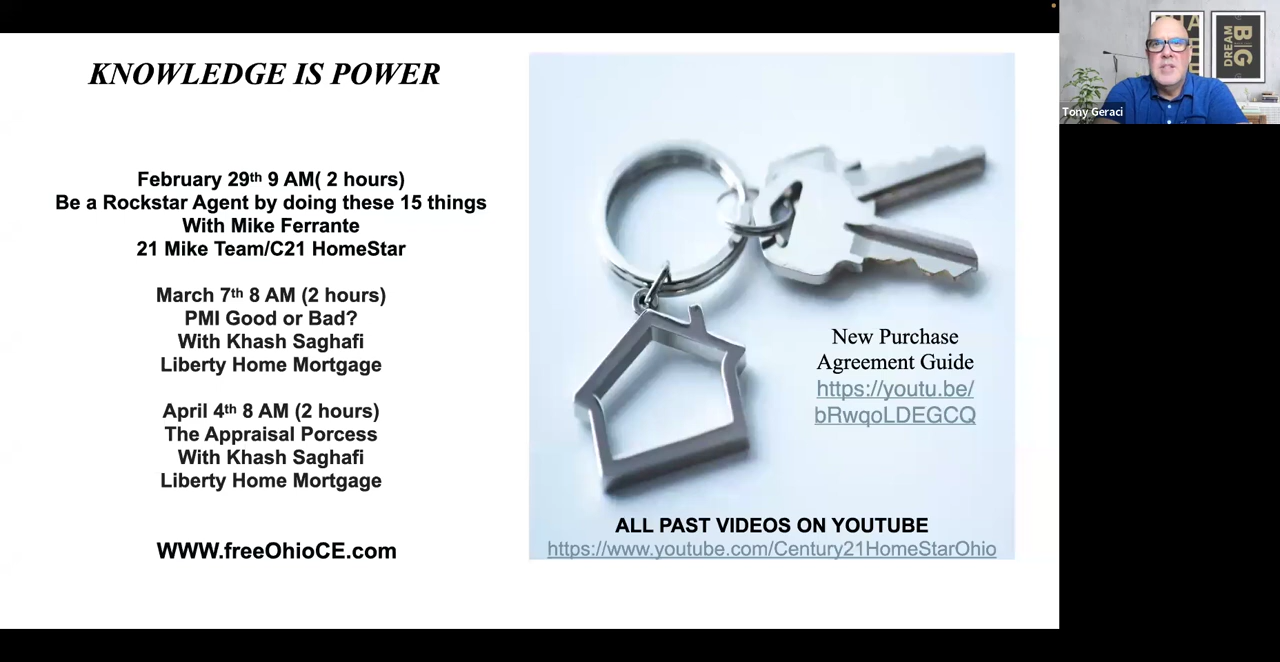 KNOWLEDGE IS POWER
February 29th 9 AM( 2 hours)
Be a Rockstar Agent by doing these 15 things
With Mike Ferrante
21 Mike Team/C21 HomeStar
March 7th 8 AM (2 hours)
PMI Good or Bad?
With Khash Saghafi
Liberty Home Mortgage
April 4th 8 AM (2 hours)
The Appraisal Porcess
With Khash Saghafi
Liberty Home Mortgage
WWW.freeOhioCE.com
New Purchase
Agreement Guide
https://youtu.be/
bRwqoLDEGCQ
ALL PAST VIDEOS ON YOUTUBE
https://www.youtube.com/Century21HomeStarOhio
DREAM
BIG
Tony Geraci